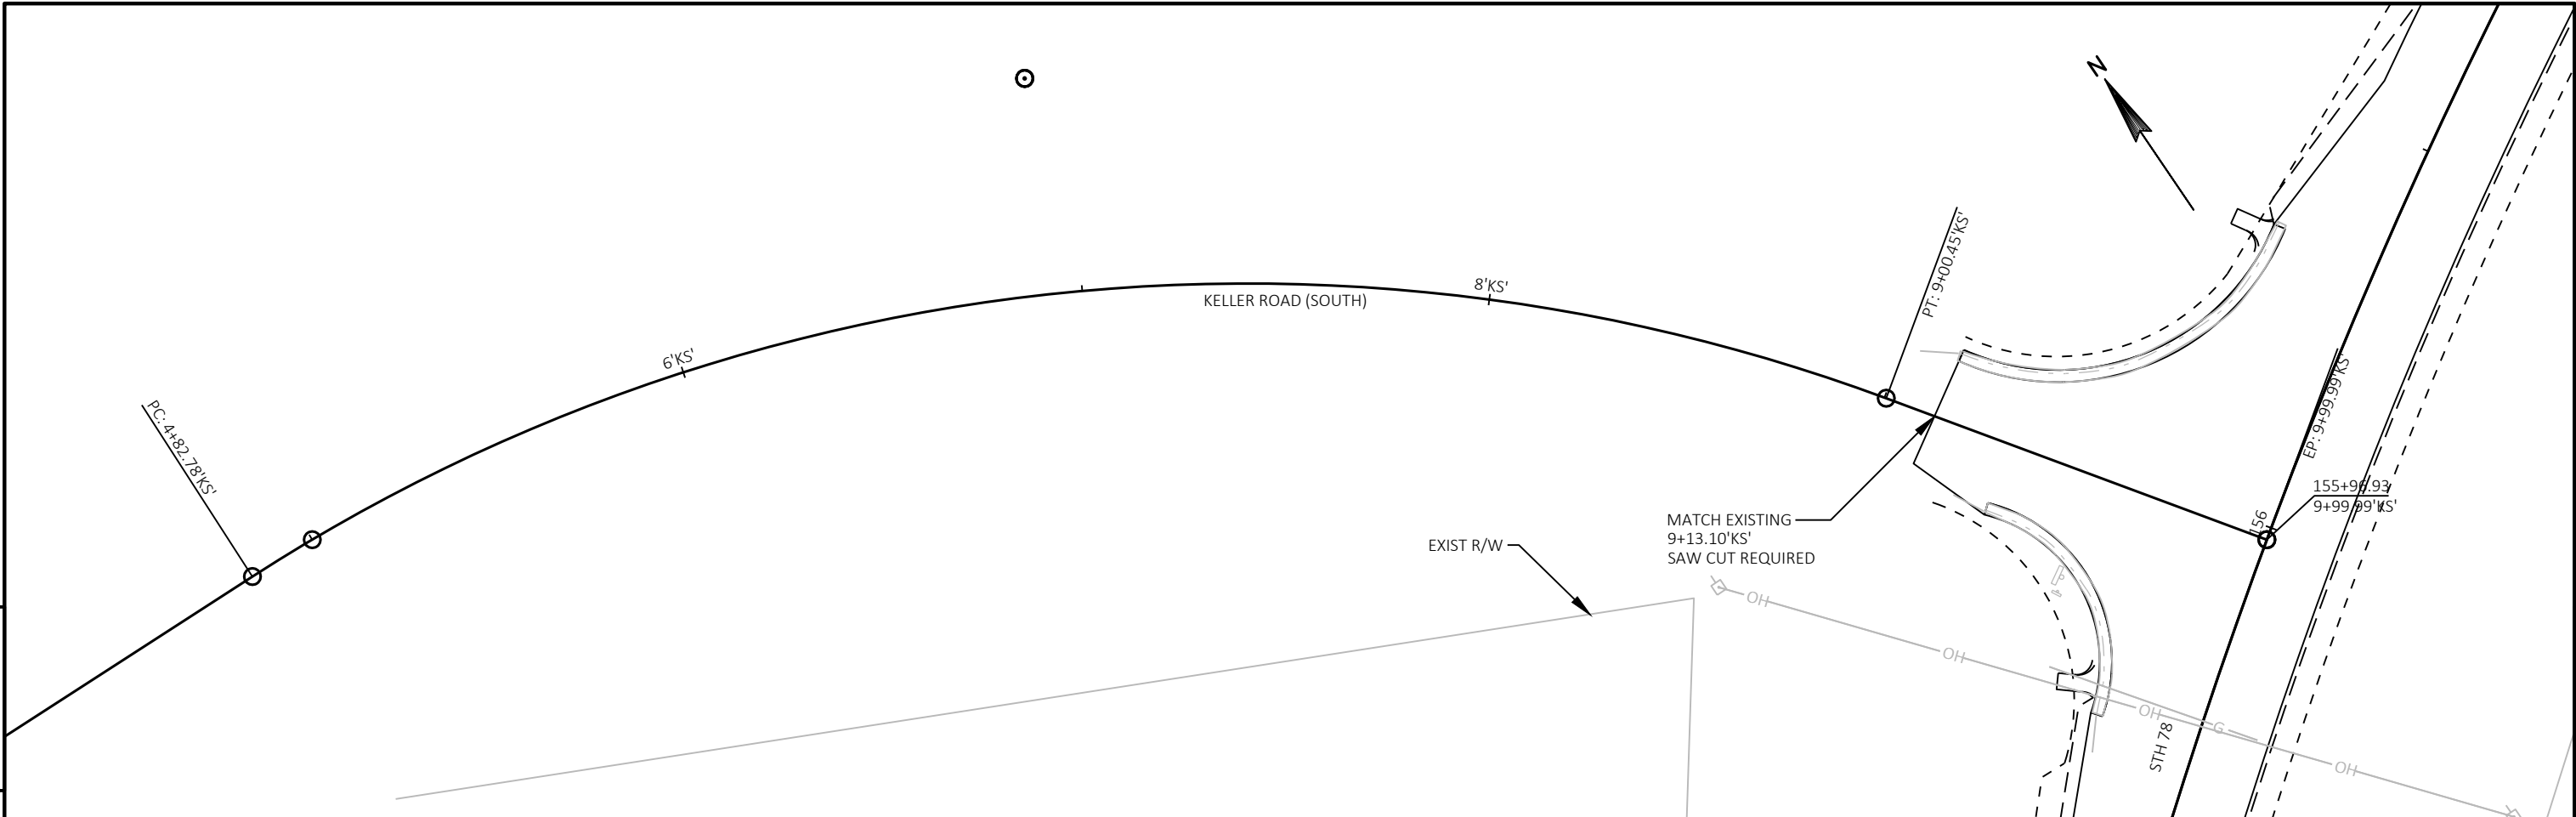 N
PT: 9+00.45'KS'
8'KS'
KELLER ROAD (SOUTH)
6'KS'
PC: 4+82.78'KS'
EP: 9+99.99'KS'
155+96.93
9+99.99'KS'
156
MATCH EXISTING
9+13.10'KS'
SAW CUT REQUIRED
EXIST R/W
OH
OH
OH
G
OH
STH 78